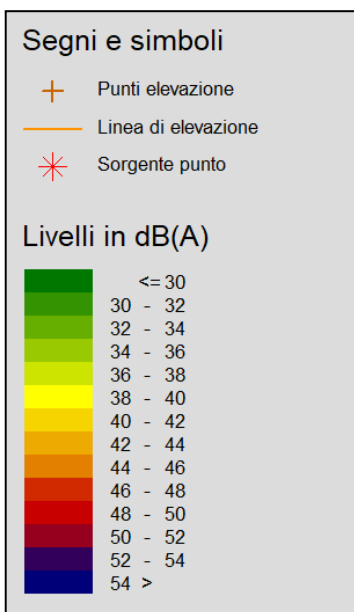 Segni e simboli
Punti elevazione
Linea di elevazione
Sorgente punto
Livelli in dB(A)
<= 30
30 - 32
32 - 34
34 - 36
36 - 38
38 - 40
40 - 42
42 - 44
44 - 46
46 - 48
48 - 50
50 - 52
52 - 54
54 >